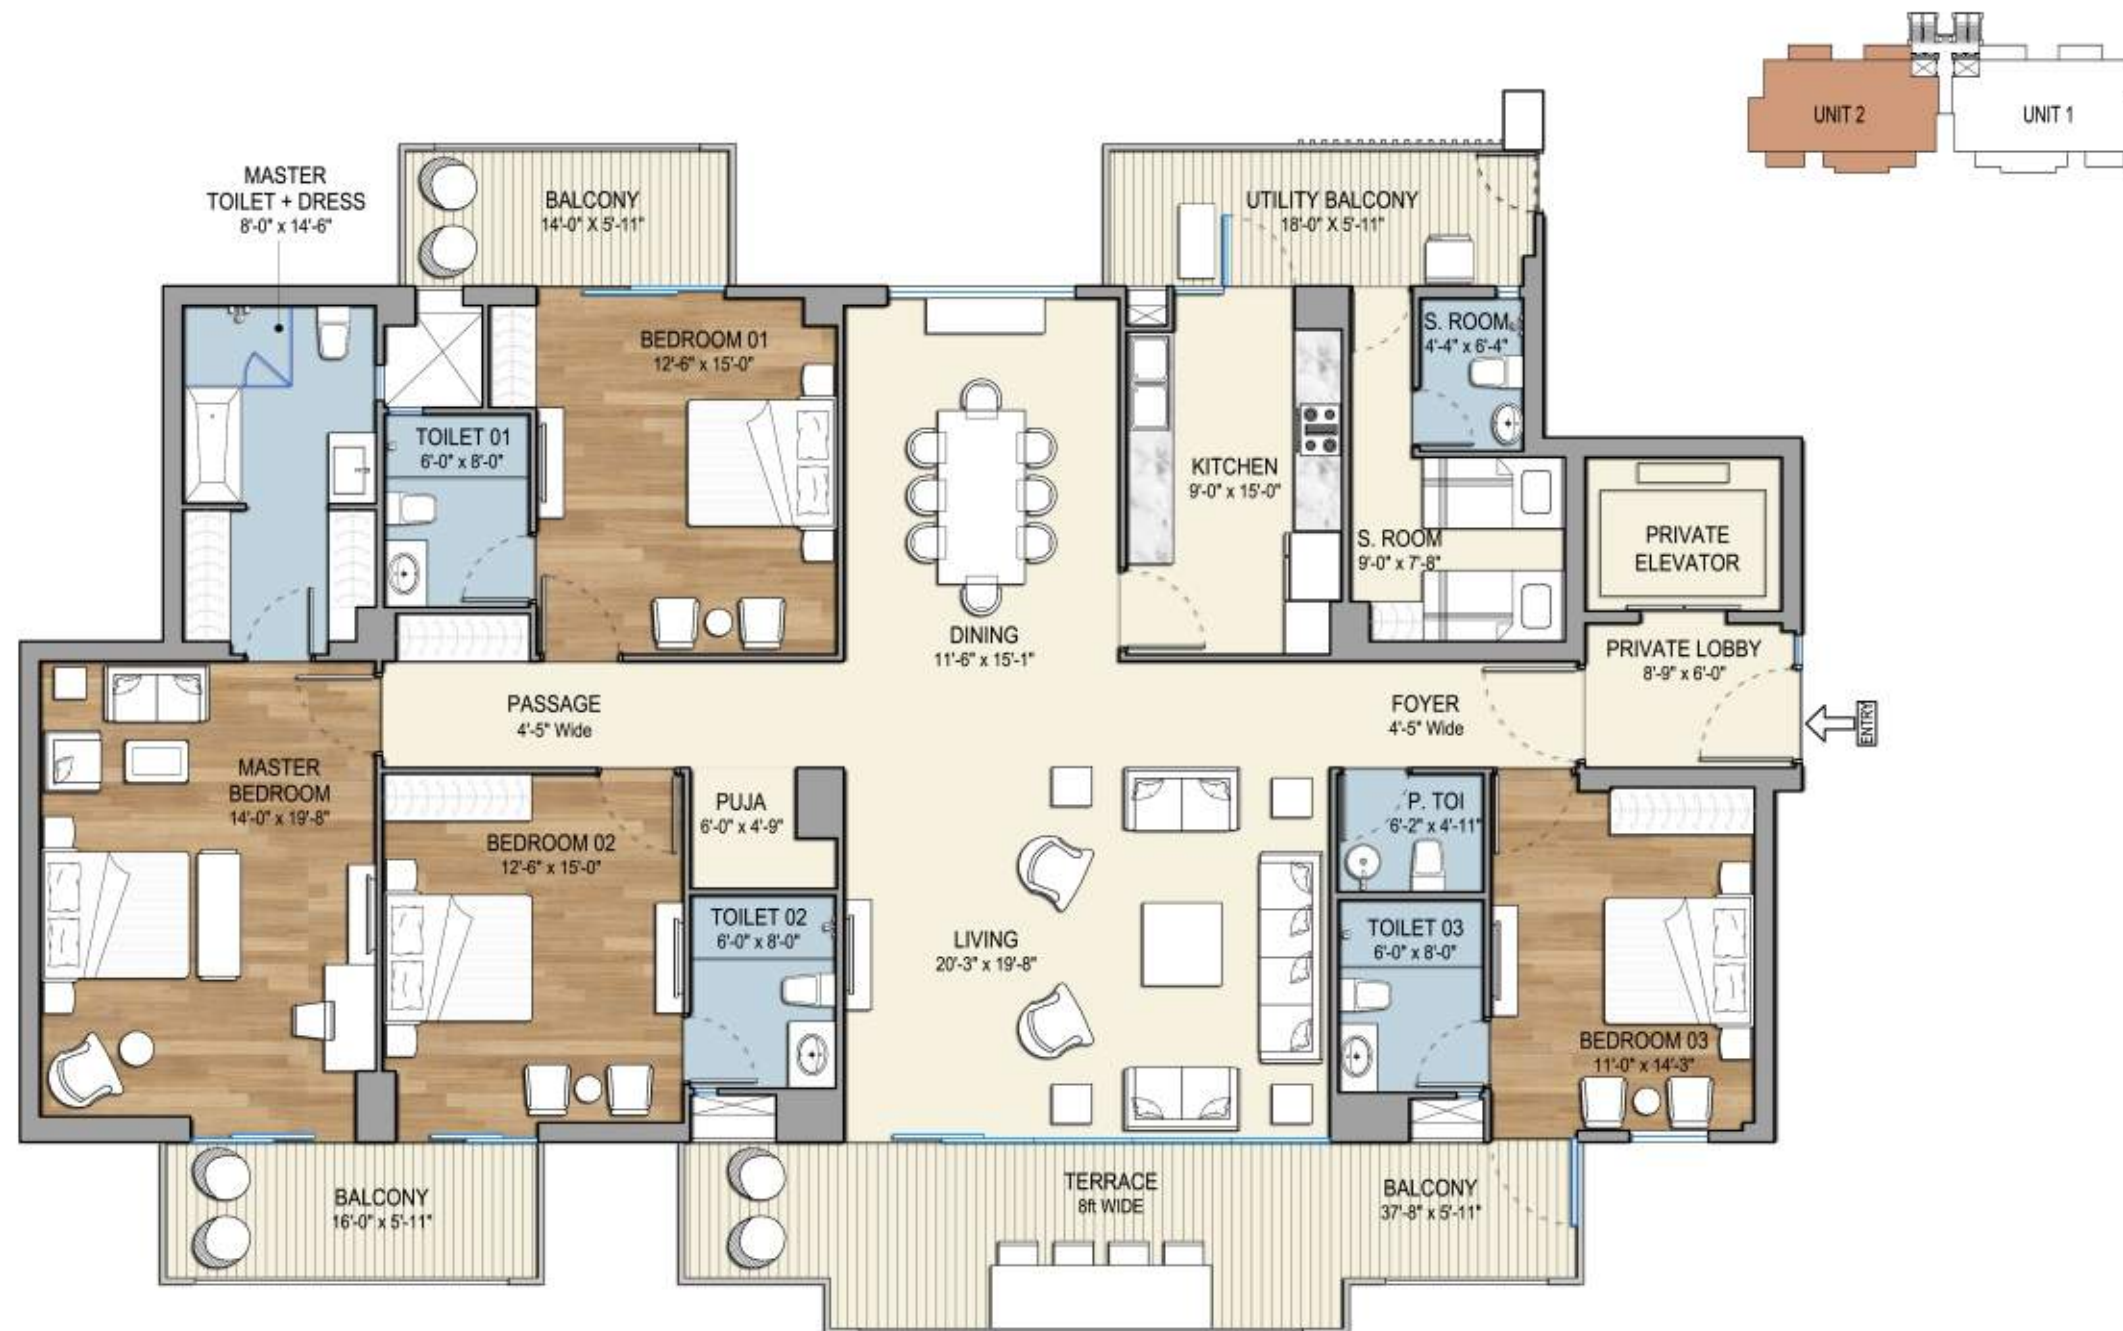 UNIT 2
UNIT 1
MASTER
TOILET + DRESS
8'-0" x 14'-6"
BALCONY
14'-0" X 5'-11"
UTILITY BALCONY
18'-0" X 5'-11"
BEDROOM 01
12'-6" x 15'-0"
S. ROOM
4'-4" x 6'-4"
TOILET 01
6'-0" x 8'-0"
KITCHEN
9'-0" x 15'-0"
S. ROOM
9'-0" x 7'-8"
PRIVATE
ELEVATOR
DINING
11'-6" x 15'-1"
PRIVATE LOBBY
8'-9" x 6'-0"
PASSAGE
4'-5" Wide
FOYER
4'-5" Wide
ENTRY
MASTER
BEDROOM
14'-0" x 19'-8"
PUJA
6'-0" x 4'-9"
P. TOI
6'-2" x 4'-11"
BEDROOM 02
12'-6" x 15'-0"
TOILET 02
6'-0" x 8'-0"
LIVING
20'-3" x 19'-8"
TOILET 03
6'-0" x 8'-0"
BEDROOM 03
11'-0" x 14'-3"
BALCONY
16'-0" x 5'-11"
TERRACE
8ft WIDE
BALCONY
37'-8" x 5'-11"